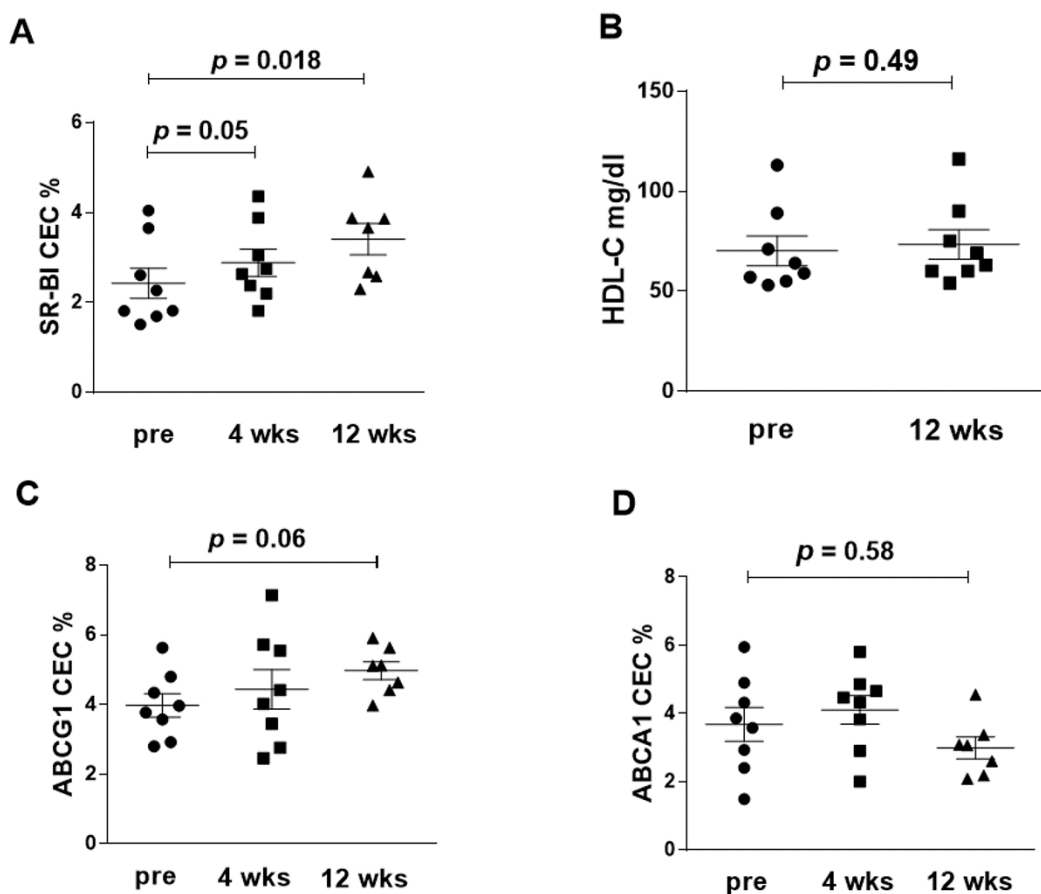 A
p = 0.018
p = 0.05
SR-BI CEC %
6
4
2
0
pre 4 wks 12 wks
B
p = 0.49
HDL-C mg/dl
150
100
50
0
pre 12 wks
C
p = 0.06
ABCG1 CEC %
8
6
4
2
0
pre 4 wks 12 wks
D
p = 0.58
ABCA1 CEC %
8
6
4
2
0
pre 4 wks 12 wks